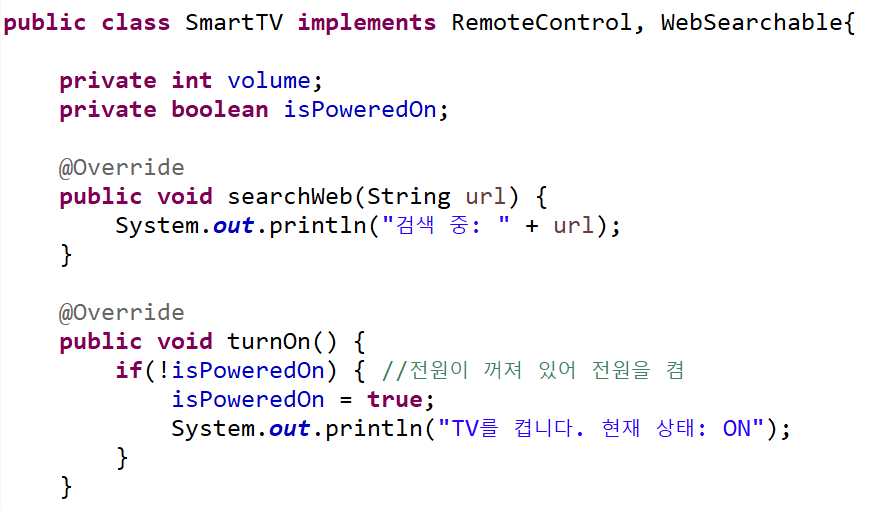 public class SmartTV implements RemoteControl, WebSearchable{
private int volume;
private boolean isPoweredOn;
@Override
public void searchWeb(String url) {
System.out.println("검색 중: " + url);
}
@Override
public void turnOn() {
if(!isPoweredOn) { //전원이 꺼져 있어 전원을 켬
isPoweredOn = true;
System.out.println("TV를 켭니다. 현재 상태: ON");
}
}